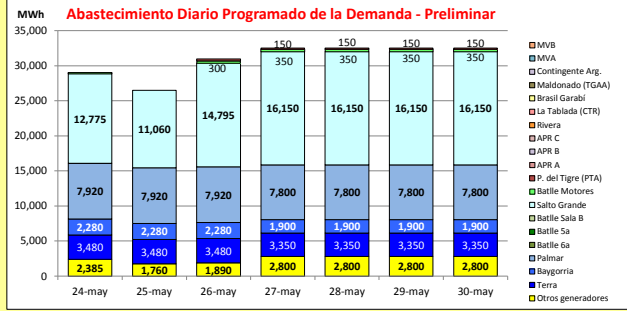 MWh
Abastecimiento Diario Programado de la Demanda - Preliminar
35,000
30,000
25,000
20,000
15,000
10,000
5,000
0
150 150 150 150
300 350 350 350 350
12,775 11,060 14,795 16,150 16,150 16,150 16,150
7,920 7,920 7,920 7,800 7,800 7,800 7,800
2,280 2,280 2,280 1,900 1,900 1,900 1,900
3,480 3,480 3,480 3,350 3,350 3,350 3,350
2,385 1,760 1,890 2,800 2,800 2,800 2,800
24-may 25-may 26-may 27-may 28-may 29-may 30-may
MVB
MVA
Contingente Arg.
Maldonado (TGAA)
Brasil Garabí
La Tablada (CTR)
Rivera
APR C
APR B
APR A
P. del Tigre (PTA)
Batlle Motores
Salto Grande
Batlle Sala B
Batlle 5a
Batlle 6a
Palmar
Baygorria
Terra
Otros generadores